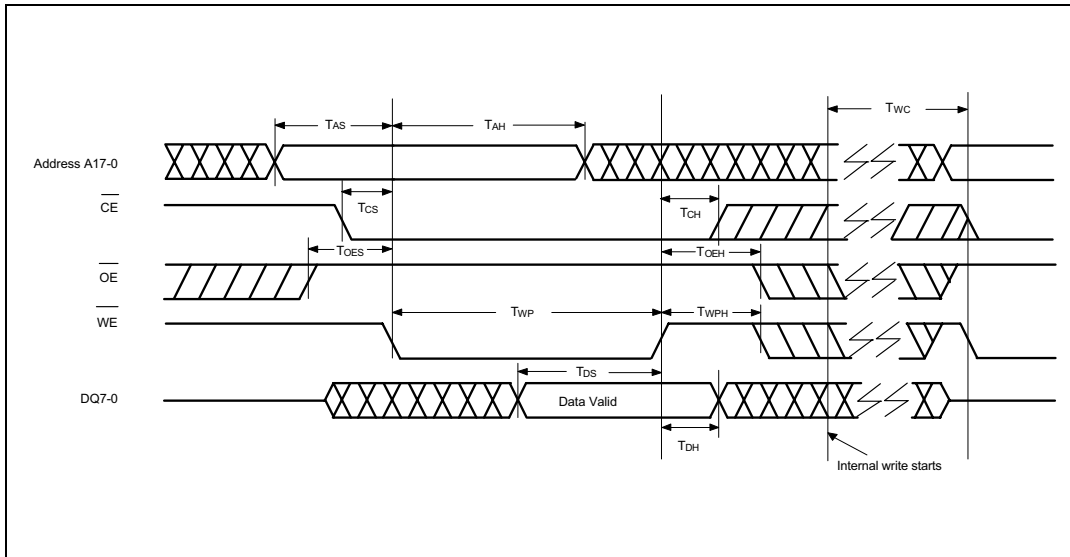 TWC
TAS
TAH
Address A17-0
CE
TCS
TCH
TOES
TOEH
OE
WE
TWP
TWPH
TDS
DQ7-0
Data Valid
TDH
Internal write starts